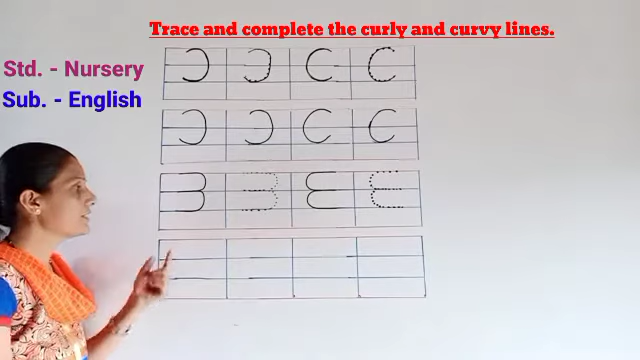 Trace and complete the curly and curvy lines.
Std. - Nursery
Sub. - English